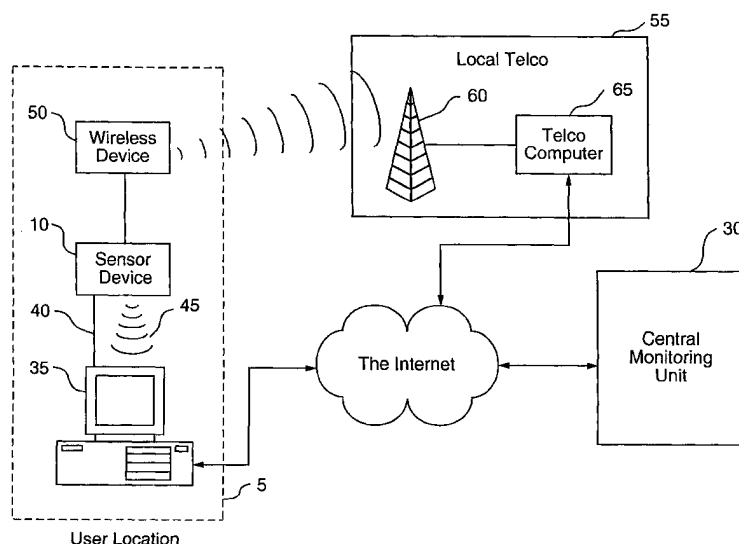 55
Local Telco
60
65
Telco
Computer
50
Wireless
Device
10
Sensor
Device
40
45
35
The Internet
30
Central
Monitoring
Unit
5
User Location